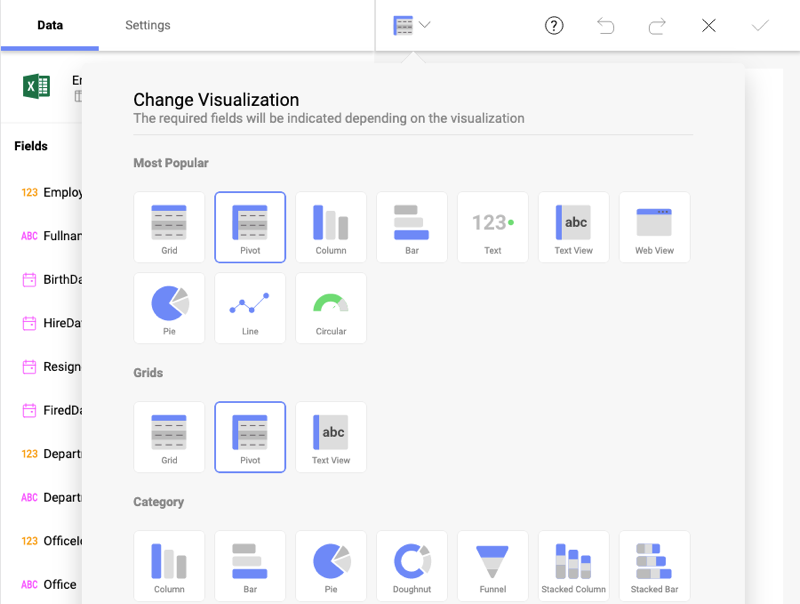 Data Settings
?
Change Visualization
The required fields will be indicated depending on the visualization
Fields
Most Popular
123 Employ
ABC Fullnan
BirthDa
HireDat
Resign
FiredDa
123 Depart
ABC Depart
123 OfficeI
ABC Office
123 abc
Grid Pivot Column Bar Text Text View Web View
Pie Line Circular
Grids
abc
Grid Pivot Text View
Category
Column Bar Pie Doughnut Funnel Stacked Column Stacked Bar